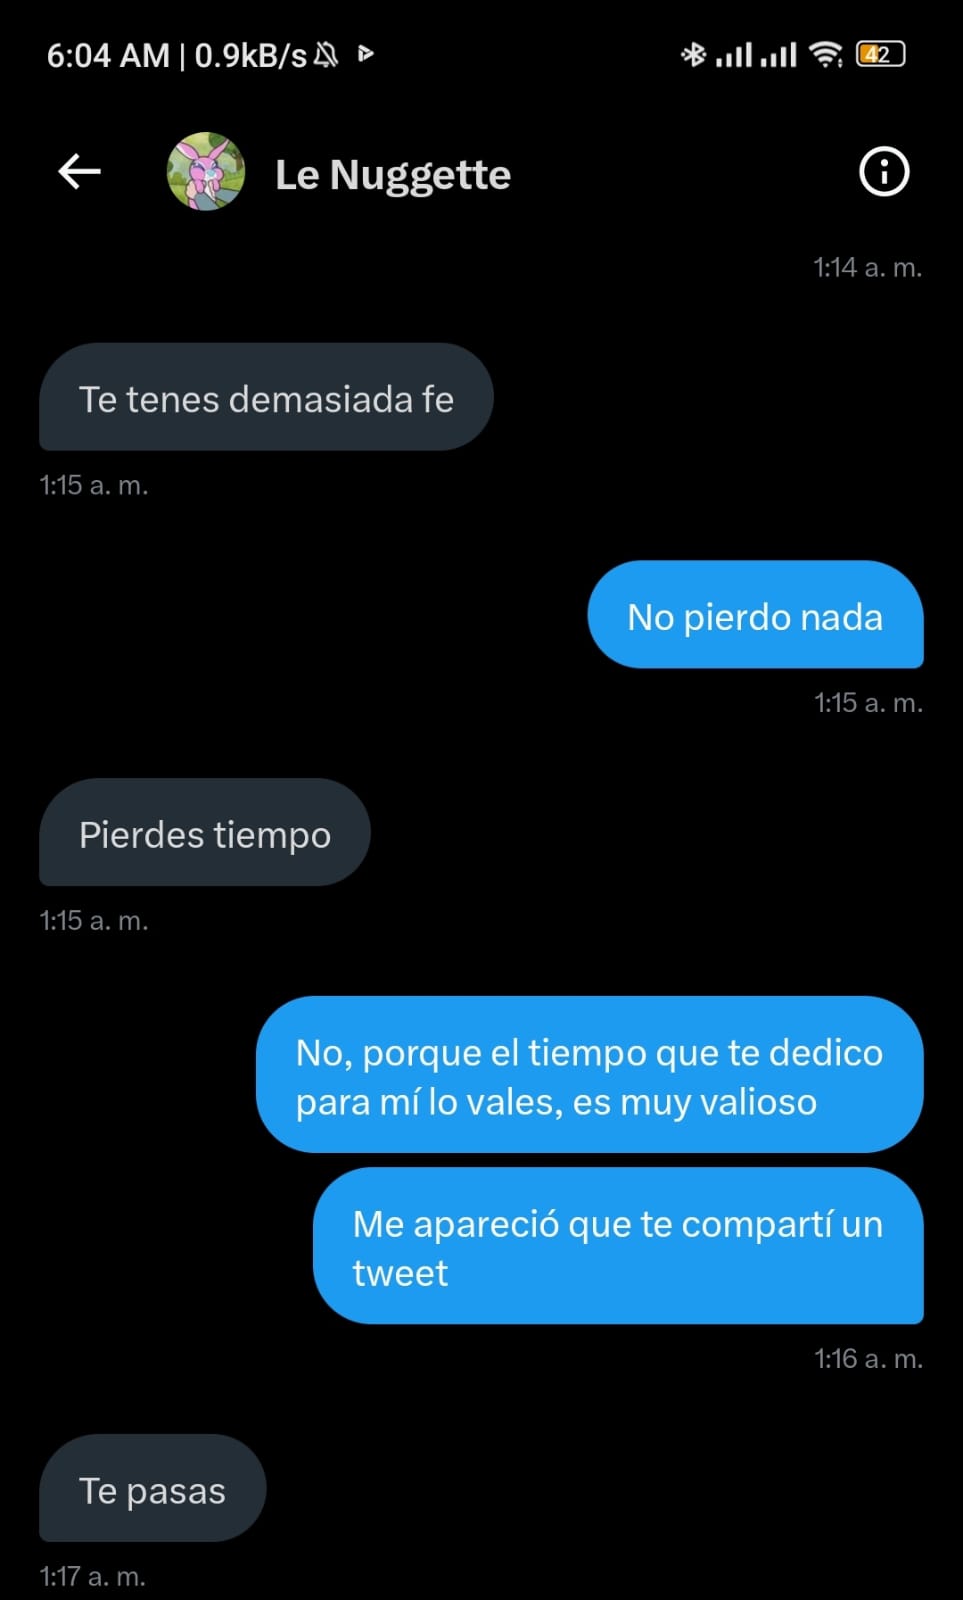 6:04 AM | 0.9kB/s
42
Le Nuggette
1:14 a. m.
Te tenes demasiada fe
1:15 a. m.
No pierdo nada
1:15 a. m.
Pierdes tiempo
1:15 a. m.
No, porque el tiempo que te dedico
para mí lo vales, es muy valioso
Me apareció que te compartí un
tweet
1:16 a. m.
Te pasas
1:17 a. m.